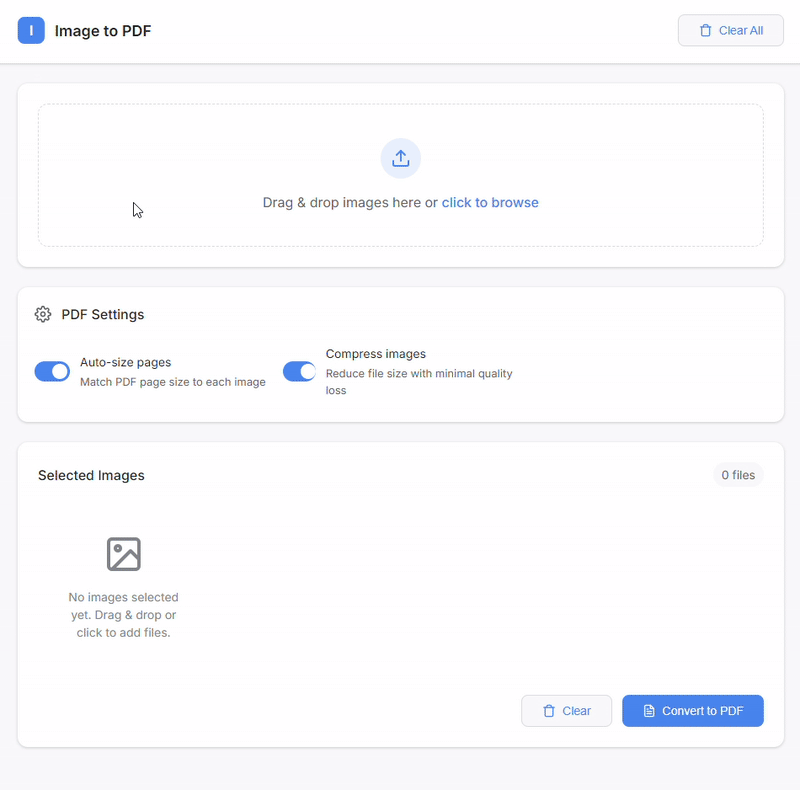 I
Image to PDF
Clear All
Drag & drop images here or click to browse
PDF Settings
Auto-size pages
Match PDF page size to each image
Compress images
Reduce file size with minimal quality
loss
Selected Images
0 files
No images selected
yet. Drag & drop or
click to add files.
Clear
Convert to PDF